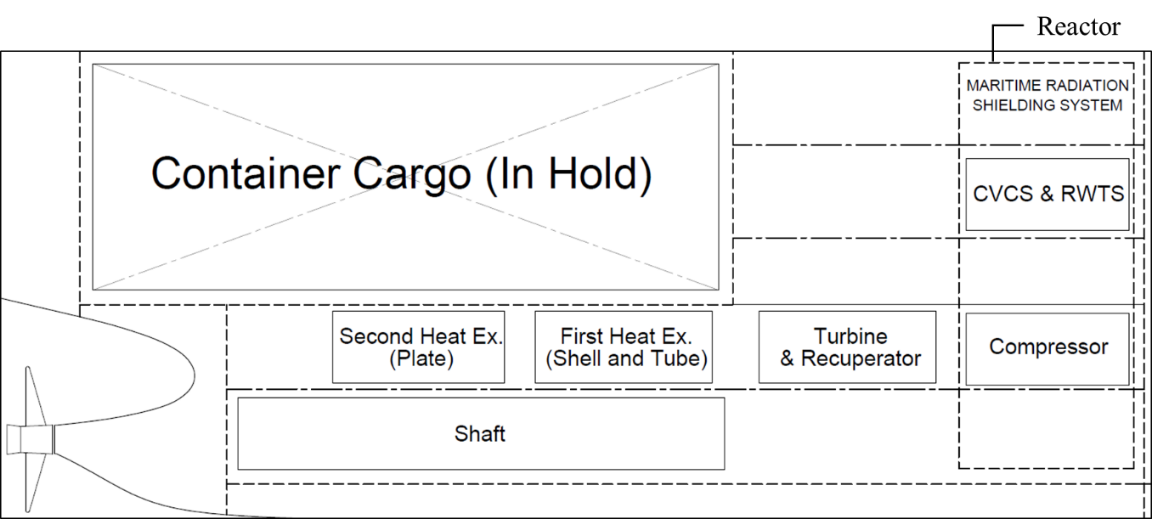 Reactor
MARITIME RADIATION
SHIELDING SYSTEM
Container Cargo (In Hold)
CVCS & RWTS
Second Heat Ex.
(Plate)
First Heat Ex.
(Shell and Tube)
Turbine
& Recuperator
Compressor
Shaft